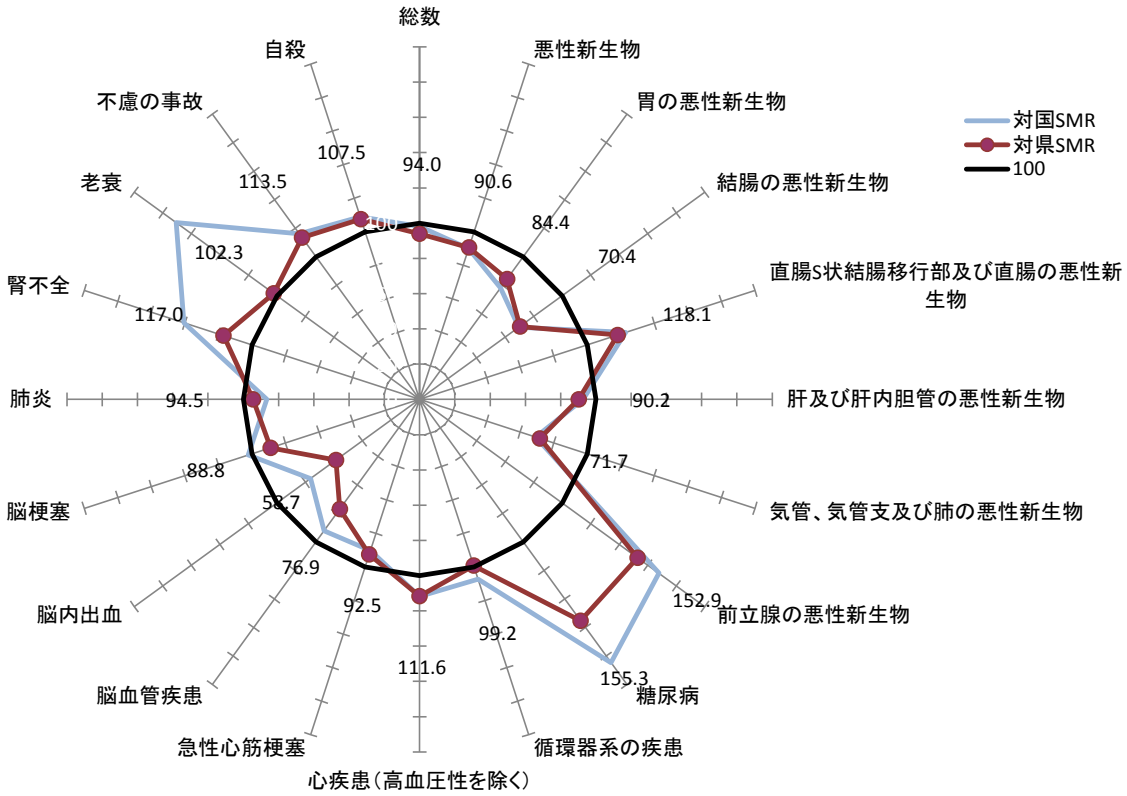 総数
自殺
悪性新生物
不慮の事故
胃の悪性新生物
対国SMR
対県SMR
100
107.5
94.0
90.6
老衰
113.5
結腸の悪性新生物
84.4
100
102.3
70.4
直腸S状結腸移行部及び直腸の悪性新
生物
腎不全
117.0
118.1
肺炎
94.5
90.2
肝及び肝内胆管の悪性新生物
88.8
71.7
脳梗塞
気管、気管支及び肺の悪性新生物
58.7
76.9
152.9
脳内出血
前立腺の悪性新生物
92.5
99.2
111.6
155.3
脳血管疾患
糖尿病
急性心筋梗塞
循環器系の疾患
心疾患(高血圧性を除く)